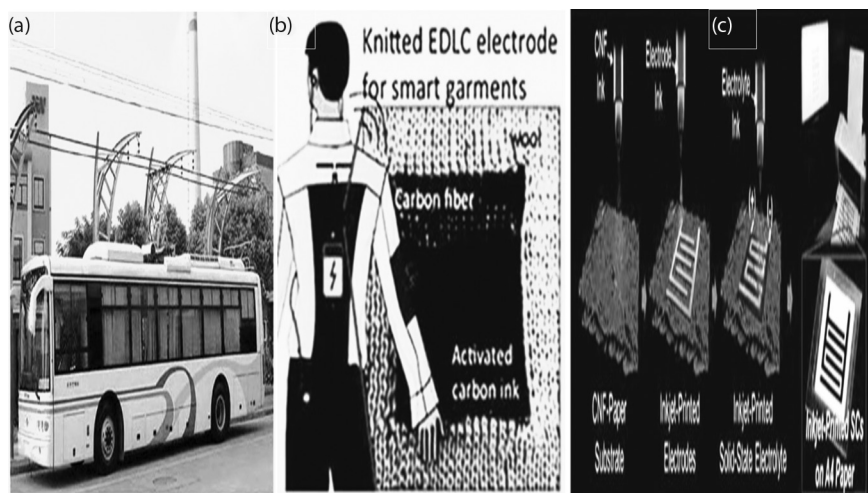 (a)
(b)
Knitted EDLC electrode
for smart garments
wool
Carbon fiber
Activated
carbon ink
(c)
CNF
Ink
Electrode
Ink
Electrolyte
Ink
(+)
(-)
CNF-Paper
Substrate
Inkjet-Printed
Electrodes
Inkjet-Printed
Solid-State Electrolyte
Inkjet-Printed SCs
on A4 Paper